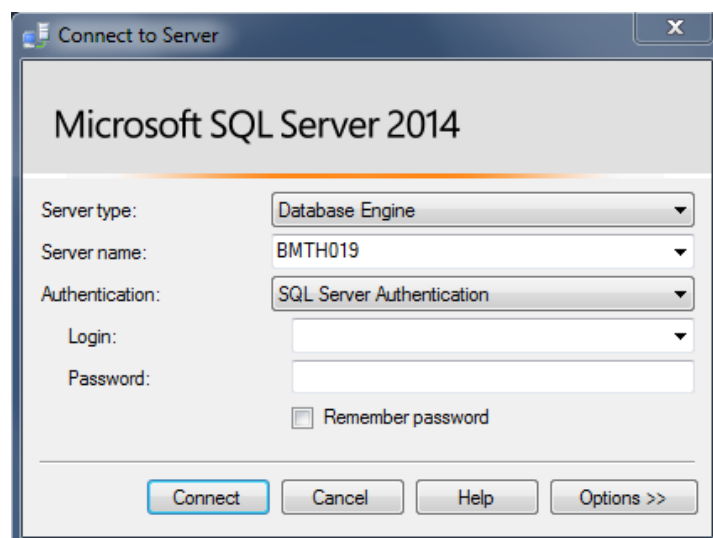 Connect to Server
x
Microsoft SQL Server 2014
Server type: Database Engine
Server name: BMTH019
Authentication: SQL Server Authentication
Login:
Password:
Remember password
Connect Cancel Help Options >>